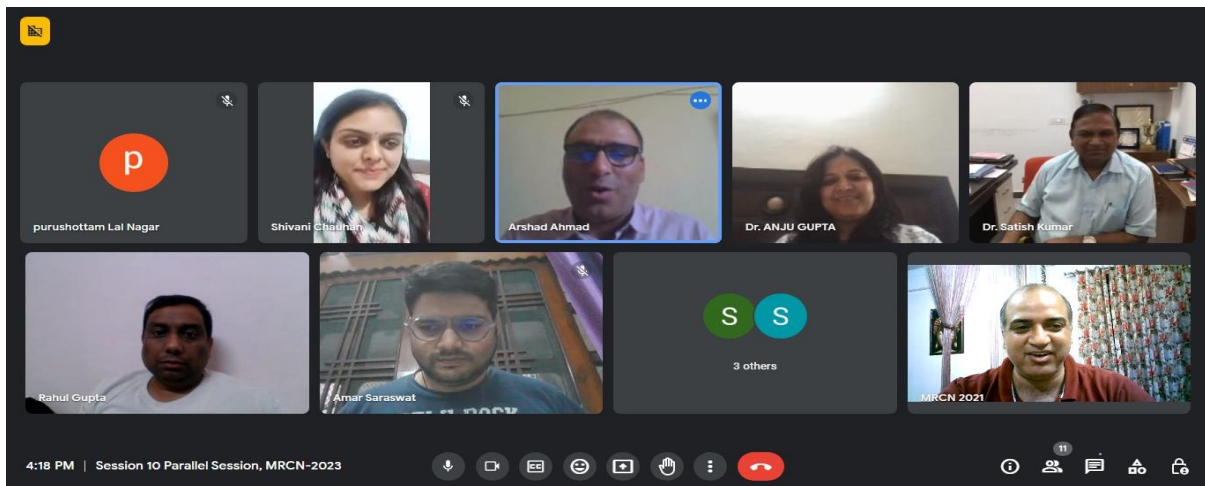 P
purushottam Lal Nagar
Shivani Chauhan
Arshad Ahmad
Dr. ANJU GUPTA
Dr. Satish Kumar
Rahul Gupta
Amar Saraswat
S S
3 others
MRCN 2021
4:18 PM | Session 10 Parallel Session, MRCN-2023
CC
11